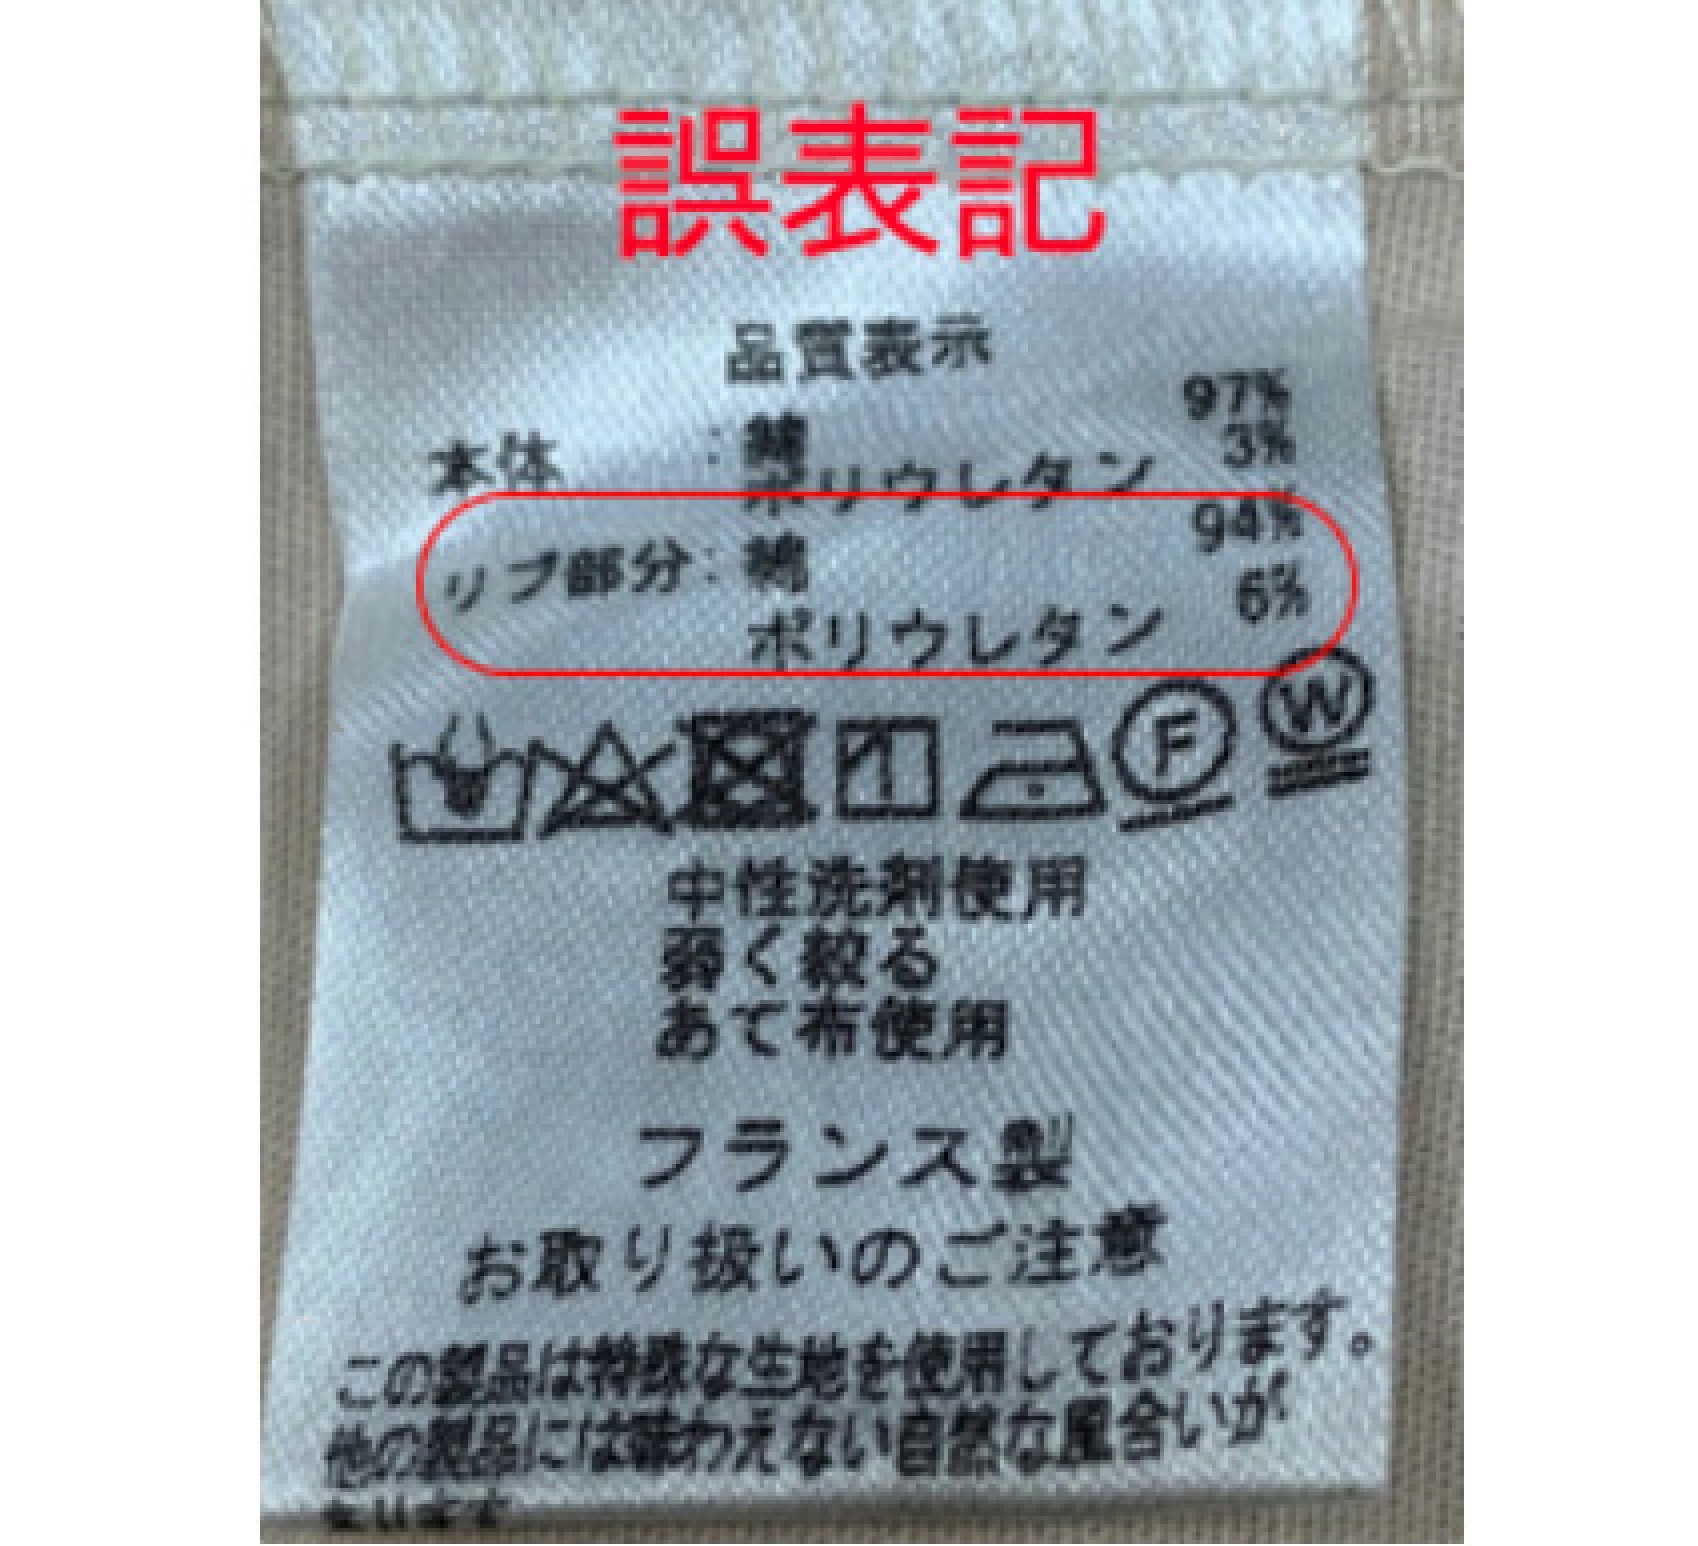 誤表記
品質表示
本体 : 綿 97%
ポリウレタン 3%
リブ部分: 綿 94%
ポリウレタン 6%
F W
中性洗剤使用
弱く絞る
あて布使用
フランス製
お取り扱いのご注意
この製品は特殊な生地を使用しております。
他の製品には味わえない自然な風合いが